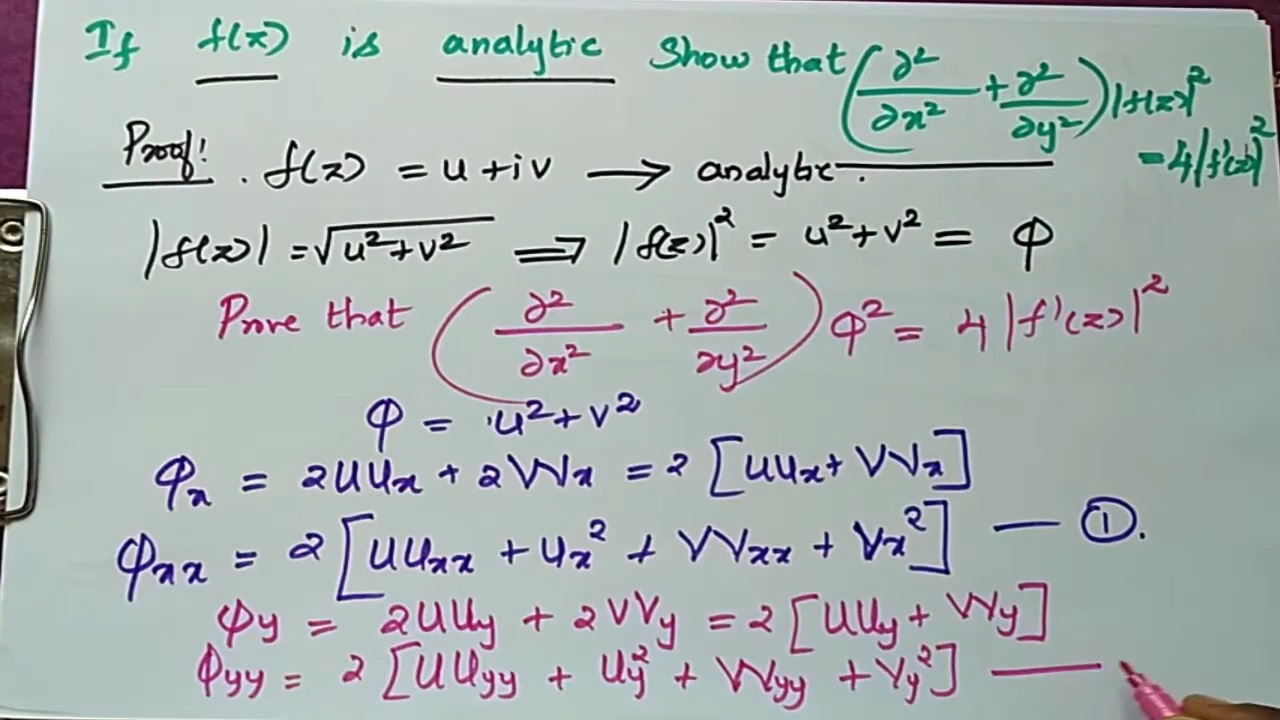 If f(z) is analytic Show that (∂²/∂x² + ∂²/∂y²) |f(z)|²
= 4|f'(z)|²
Proof! . f(z) = u + iv → analytic.
|f(z)| = √(u² + v²) ⟹ |f(z)|² = u² + v² = φ
Prove that (∂²/∂x² + ∂²/∂y²) φ² = 4 |f'(z)|²
φ = u² + v²
φx = 2uux + 2vvx = 2 [uux + vvx]
φxx = 2 [uuxx + ux² + vvxx + vx²] — ①.
φy = 2uuy + 2vvy = 2 [uuy + vvy]
φyy = 2 [uuyy + uy² + vvyy + vy²] —